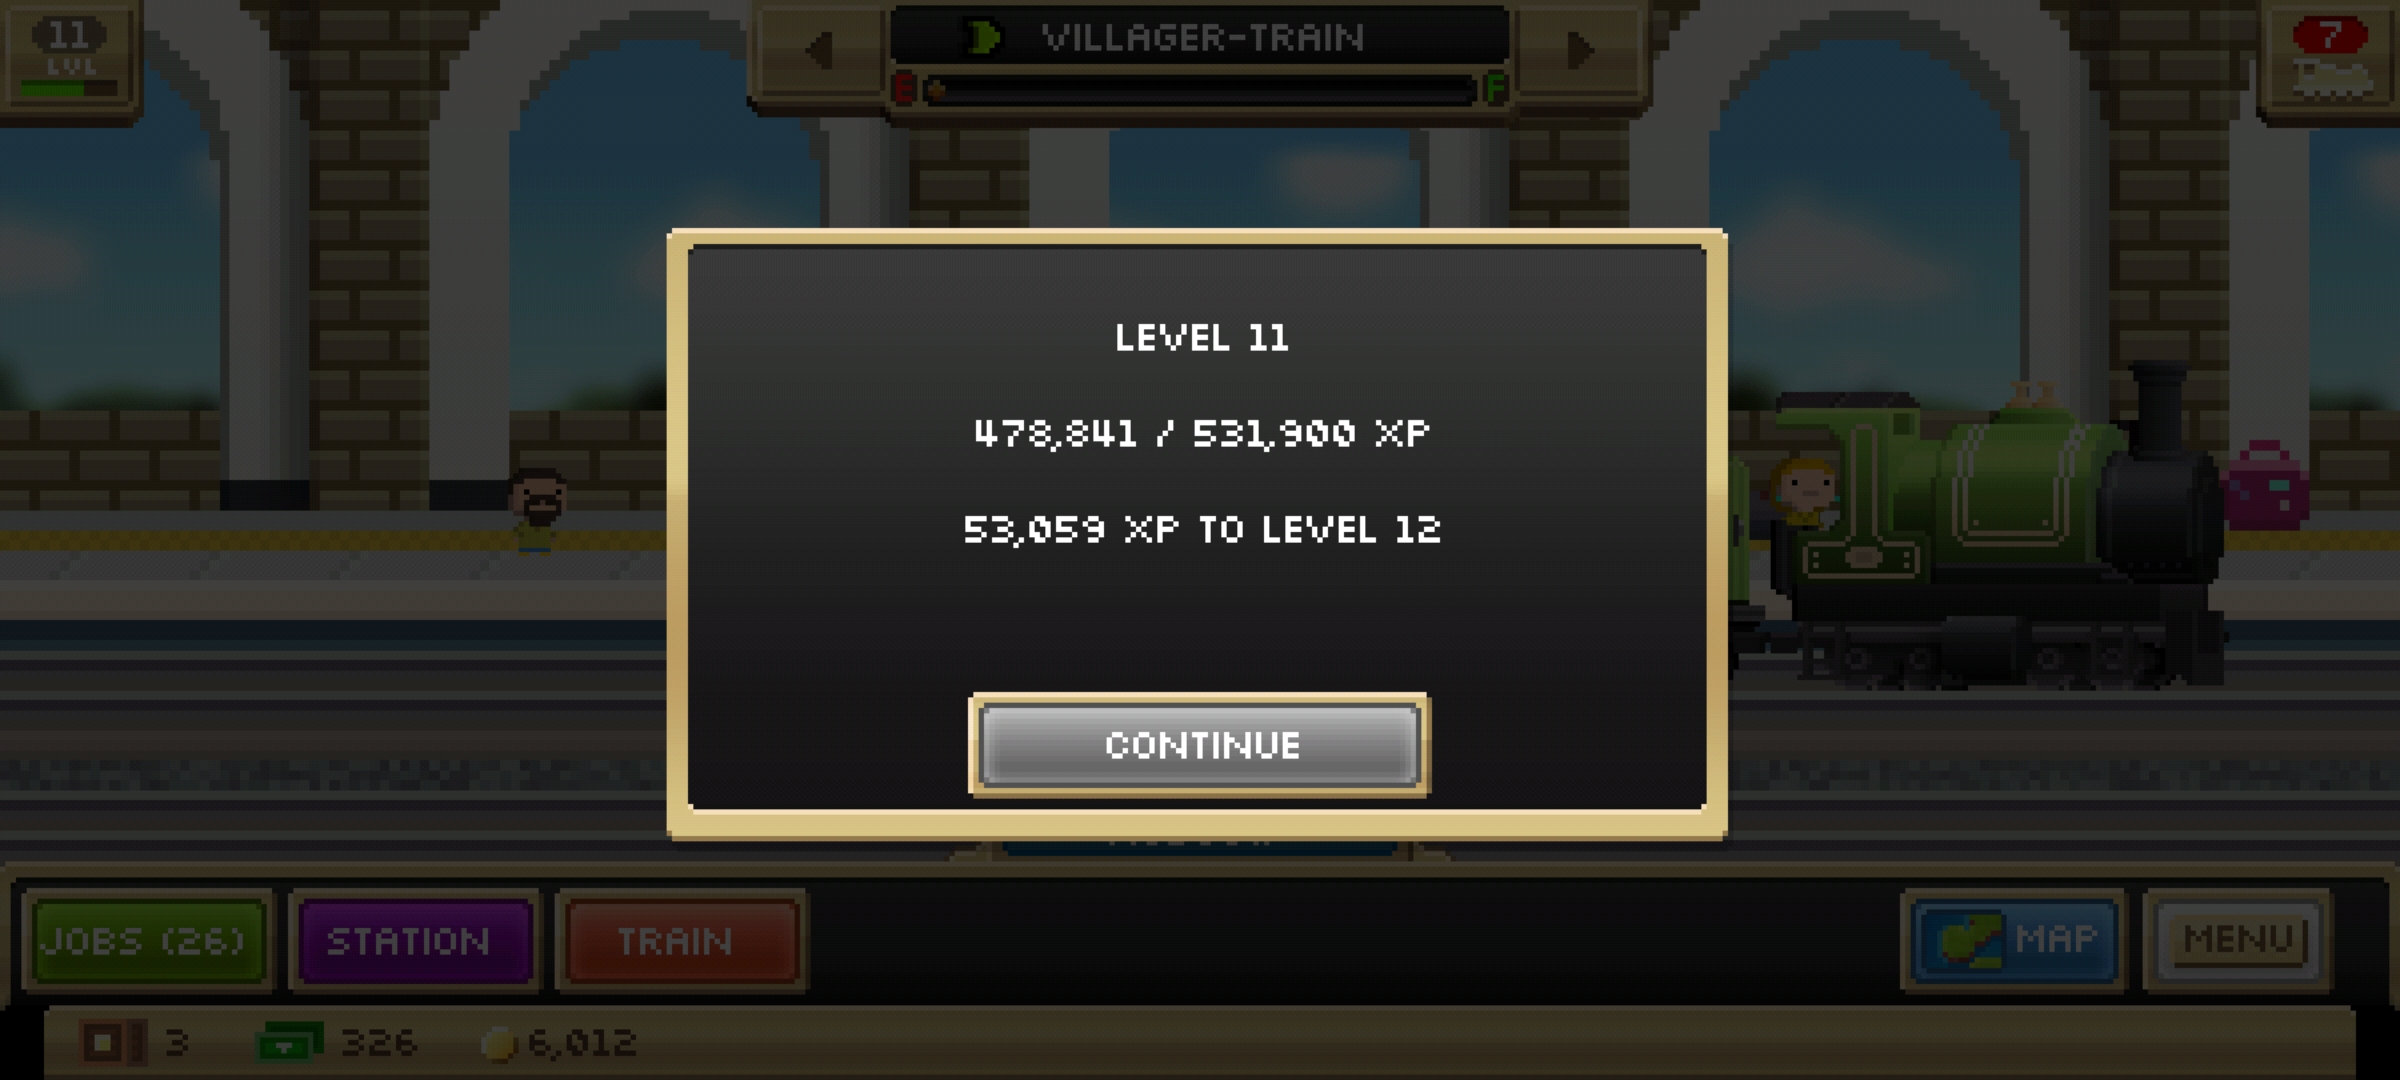 11
LVL
VILLAGER-TRAIN
E
F
7
LEVEL 11
478,841 / 531,900 XP
53,059 XP TO LEVEL 12
CONTINUE
JOBS (26)
STATION
TRAIN
MAP
MENU
3
326
6,012